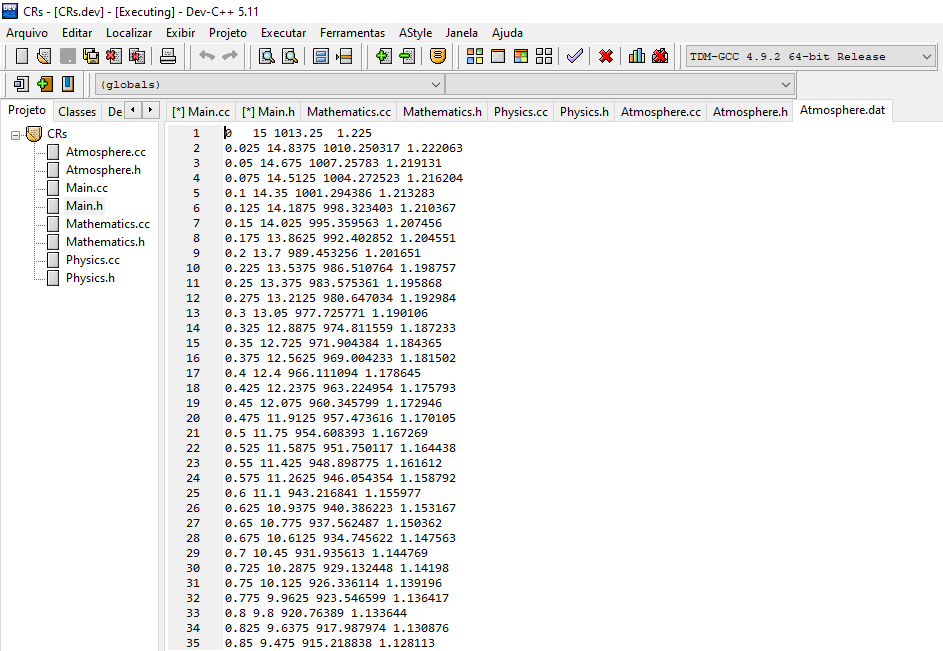 CRs - [CRs.dev] - [Executing] - Dev-C++ 5.11
Arquivo Editar Localizar Exibir Projeto Executar Ferramentas AStyle Janela Ajuda
TDM-GCC 4.9.2 64-bit Release
(globals)
Projeto Classes De
[*] Main.cc [*] Main.h Mathematics.cc Mathematics.h Physics.cc Physics.h Atmosphere.cc Atmosphere.h Atmosphere.dat
CRs
Atmosphere.cc
Atmosphere.h
Main.cc
Main.h
Mathematics.cc
Mathematics.h
Physics.cc
Physics.h
1 0 15 1013.25 1.225
2 0.025 14.8375 1010.250317 1.222063
3 0.05 14.675 1007.25783 1.219131
4 0.075 14.5125 1004.272523 1.216204
5 0.1 14.35 1001.294386 1.213283
6 0.125 14.1875 998.323403 1.210367
7 0.15 14.025 995.359563 1.207456
8 0.175 13.8625 992.402852 1.204551
9 0.2 13.7 989.453256 1.201651
10 0.225 13.5375 986.510764 1.198757
11 0.25 13.375 983.575361 1.195868
12 0.275 13.2125 980.647034 1.192984
13 0.3 13.05 977.725771 1.190106
14 0.325 12.8875 974.811559 1.187233
15 0.35 12.725 971.904384 1.184365
16 0.375 12.5625 969.004233 1.181502
17 0.4 12.4 966.111094 1.178645
18 0.425 12.2375 963.224954 1.175793
19 0.45 12.075 960.345799 1.172946
20 0.475 11.9125 957.473616 1.170105
21 0.5 11.75 954.608393 1.167269
22 0.525 11.5875 951.750117 1.164438
23 0.55 11.425 948.898775 1.161612
24 0.575 11.2625 946.054354 1.158792
25 0.6 11.1 943.216841 1.155977
26 0.625 10.9375 940.386223 1.153167
27 0.65 10.775 937.562487 1.150362
28 0.675 10.6125 934.745622 1.147563
29 0.7 10.45 931.935613 1.144769
30 0.725 10.2875 929.132448 1.14198
31 0.75 10.125 926.336114 1.139196
32 0.775 9.9625 923.546599 1.136417
33 0.8 9.8 920.76389 1.133644
34 0.825 9.6375 917.987974 1.130876
35 0.85 9.475 915.218838 1.128113